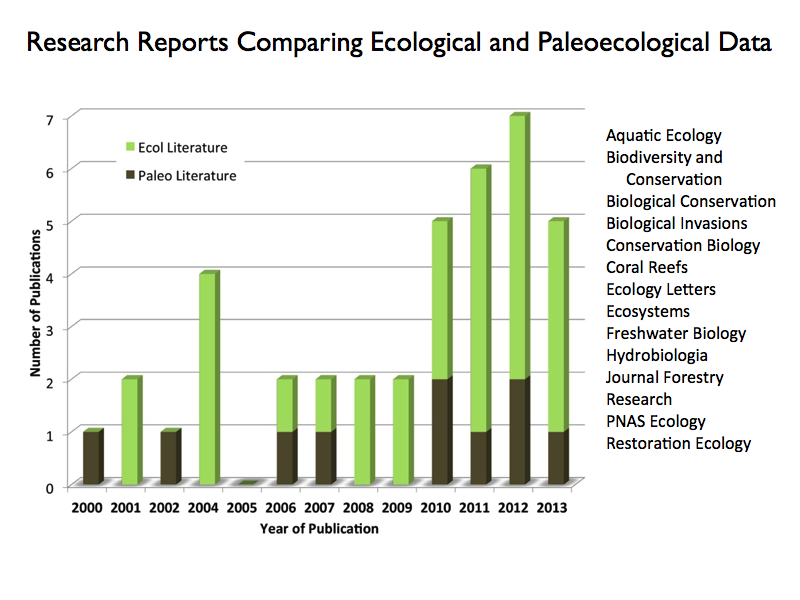 Research Reports Comparing Ecological and Paleoecological Data
7
6
5
4
3
2
1
0
Number of Publications
Ecol Literature
Paleo Literature
2000 2001 2002 2004 2005 2006 2007 2008 2009 2010 2011 2012 2013
Year of Publication
Aquatic Ecology
Biodiversity and
Conservation
Biological Conservation
Biological Invasions
Conservation Biology
Coral Reefs
Ecology Letters
Ecosystems
Freshwater Biology
Hydrobiologia
Journal Forestry
Research
PNAS Ecology
Restoration Ecology